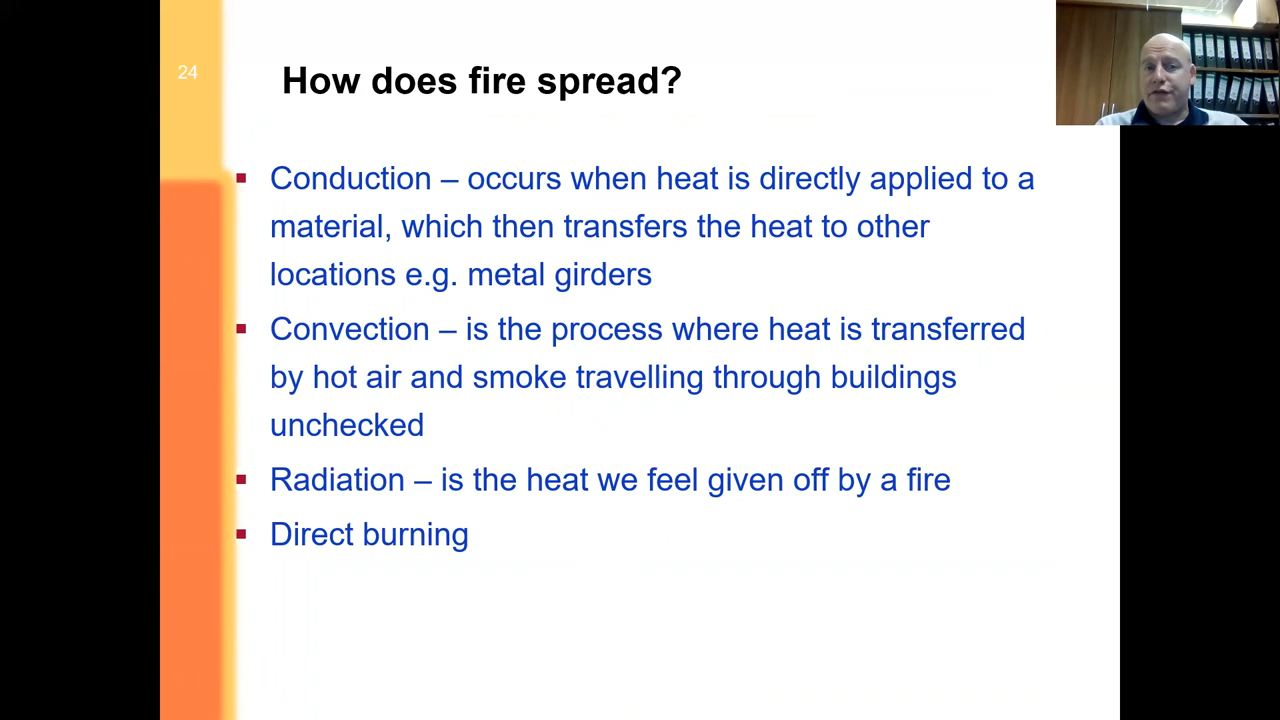 24
How does fire spread?
Conduction – occurs when heat is directly applied to a
material, which then transfers the heat to other
locations e.g. metal girders
Convection – is the process where heat is transferred
by hot air and smoke travelling through buildings
unchecked
Radiation – is the heat we feel given off by a fire
Direct burning